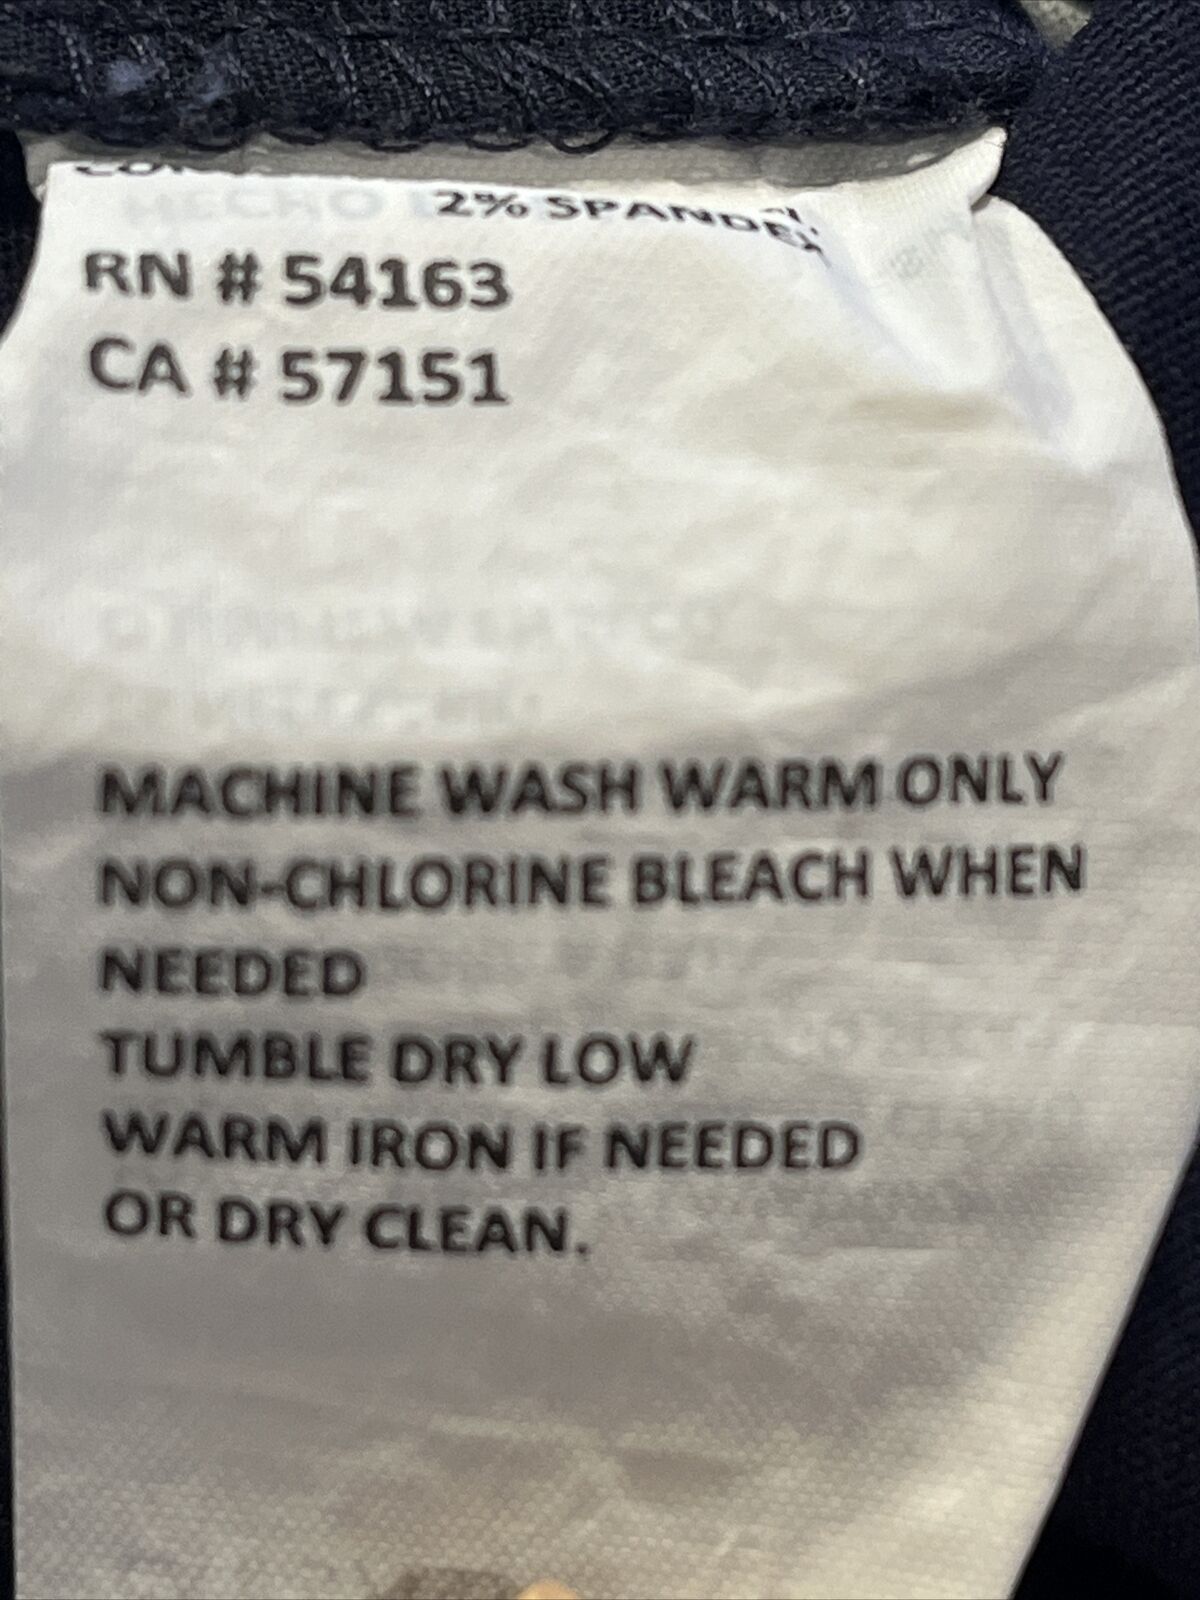 2% SPANDEX
RN # 54163
CA # 57151
MACHINE WASH WARM ONLY
NON-CHLORINE BLEACH WHEN
NEEDED
TUMBLE DRY LOW
WARM IRON IF NEEDED
OR DRY CLEAN.